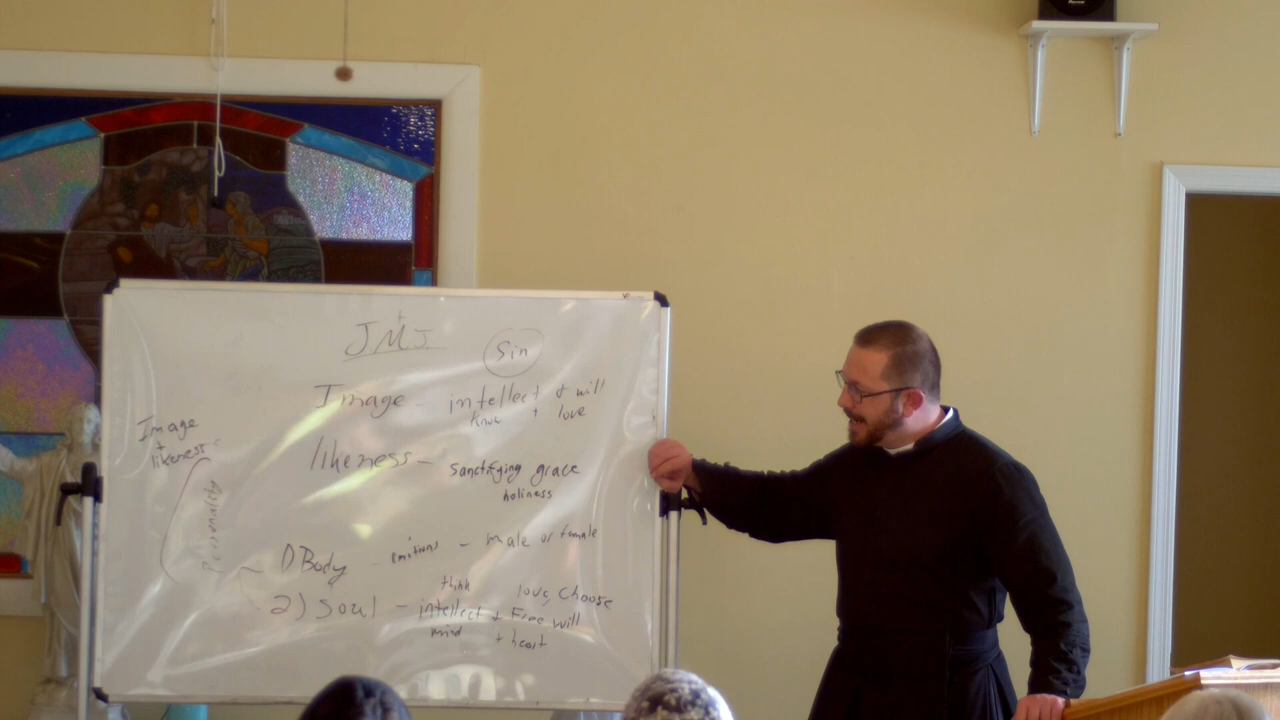 J.M.J.
Sin
Image - intellect & will
know + love
Image
+
likeness
likeness - sanctifying grace
holiness
Personality
1) Body - emotions - male or female
think love, choose
2) Soul - intellect & Free will
mind + heart